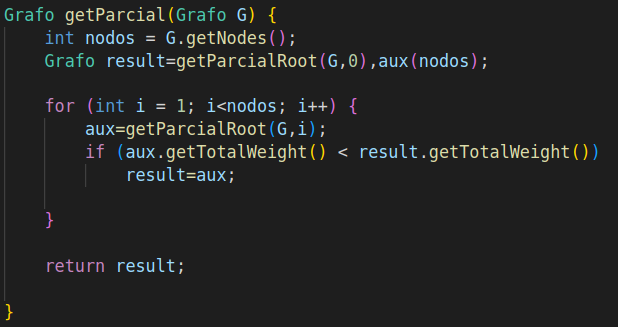 Grafo getParcial(Grafo G) {
    int nodos = G.getNodes();
    Grafo result=getParcialRoot(G,0),aux(nodos);
    for (int i = 1; i<nodos; i++) {
        aux=getParcialRoot(G,i);
        if (aux.getTotalWeight() < result.getTotalWeight())
            result=aux;
    }
    return result;
}